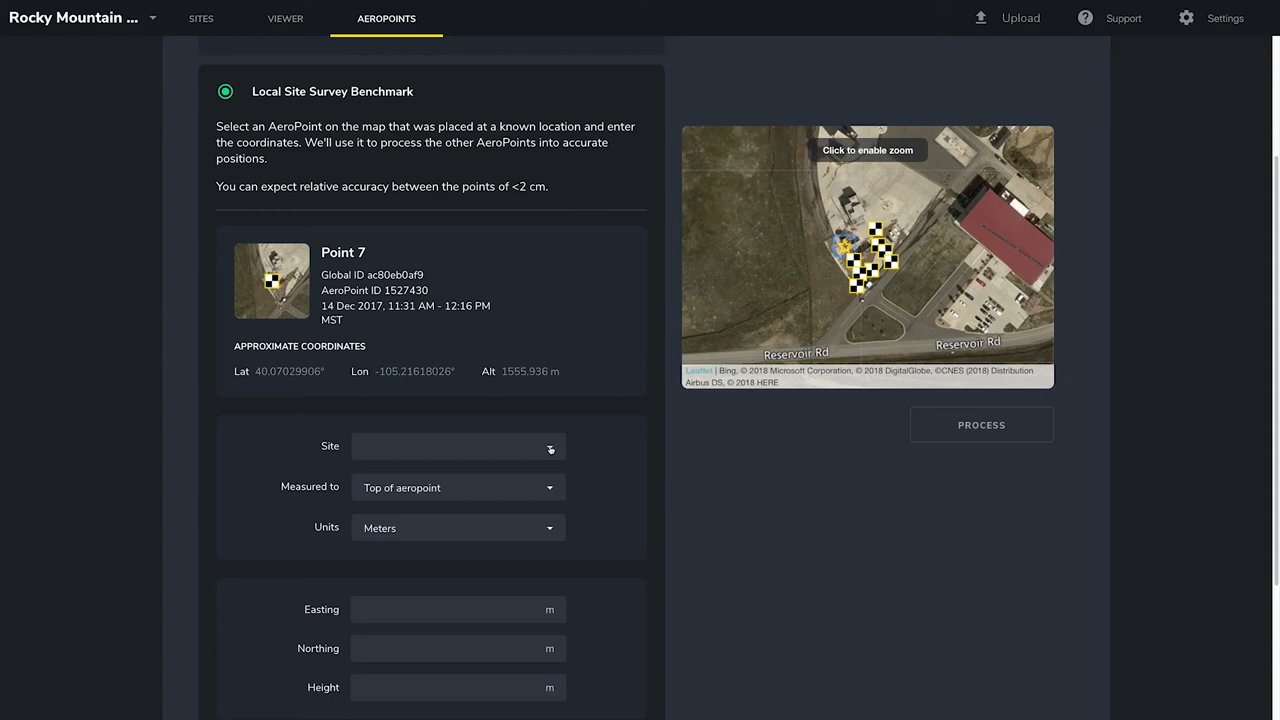 Rocky Mountain ...
SITES
VIEWER
AEROPOINTS
Upload
Support
Settings
Local Site Survey Benchmark
Select an AeroPoint on the map that was placed at a known location and enter
the coordinates. We'll use it to process the other AeroPoints into accurate
positions.
You can expect relative accuracy between the points of <2 cm.
Point 7
Global ID ac80eb0af9
AeroPoint ID 1527430
14 Dec 2017, 11:31 AM - 12:16 PM
MST
APPROXIMATE COORDINATES
Lat 40.07029906° Lon -105.21618026° Alt 1555.936 m
Site
Measured to Top of aeropoint
Units Meters
Easting m
Northing m
Height m
Click to enable zoom
Reservoir Rd
Reservoir Rd
Leaflet | Bing, © 2018 Microsoft Corporation, © 2018 DigitalGlobe, ©CNES (2018) Distribution
Airbus DS, © 2018 HERE
PROCESS